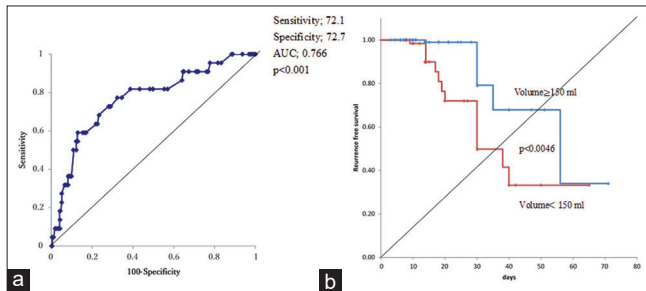 Sensitivity; 72.1
Specificity; 72.7
AUC; 0.766
p<0.001
1
0.8
0.6
0.4
0.2
0
Sensitivity
0
0.2
0.4
0.6
0.8
1
100-Specificity
a
1.00
0.80
0.60
0.40
0.20
0.00
Reurrence free survival
Volume≥150 ml
p<0.0046
Volume< 150 ml
0
10
20
30
40
50
60
70
80
days
b